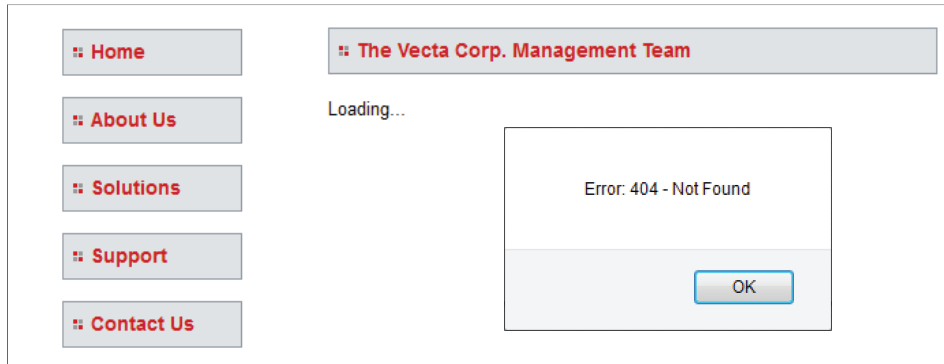 Home
About Us
Solutions
Support
Contact Us
The Vecta Corp. Management Team
Loading...
Error: 404 - Not Found
OK